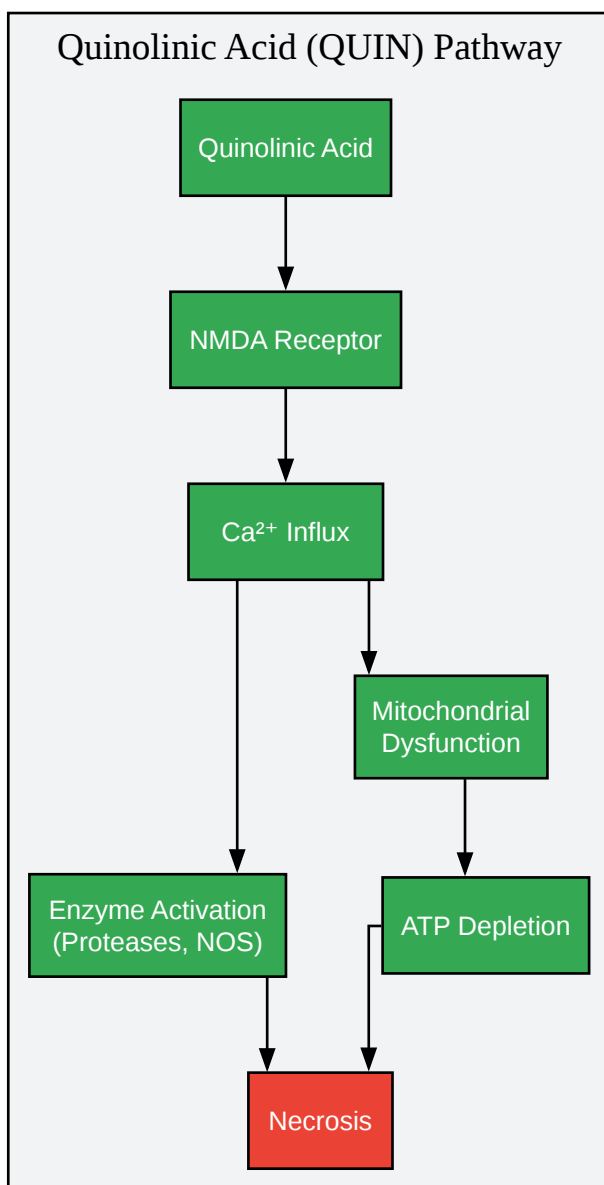 Quinolinic Acid (QUIN) Pathway
Quinolinic Acid
NMDA Receptor
Ca²⁺ Influx
Mitochondrial
Dysfunction
Enzyme Activation
(Proteases, NOS)
ATP Depletion
Necrosis